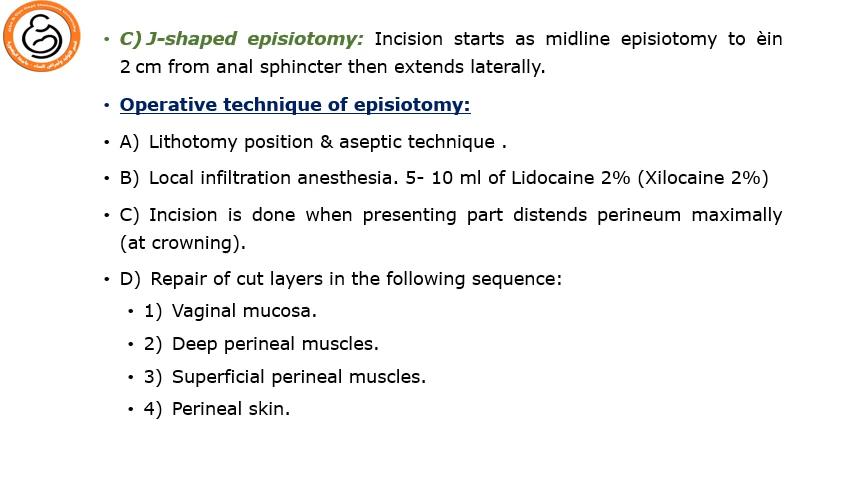 • C) J-shaped episiotomy: Incision starts as midline episiotomy to èin
2 cm from anal sphincter then extends laterally.
• Operative technique of episiotomy:
• A) Lithotomy position & aseptic technique .
• B) Local infiltration anesthesia. 5- 10 ml of Lidocaine 2% (Xilocaine 2%)
• C) Incision is done when presenting part distends perineum maximally
(at crowning).
• D) Repair of cut layers in the following sequence:
• 1) Vaginal mucosa.
• 2) Deep perineal muscles.
• 3) Superficial perineal muscles.
• 4) Perineal skin.